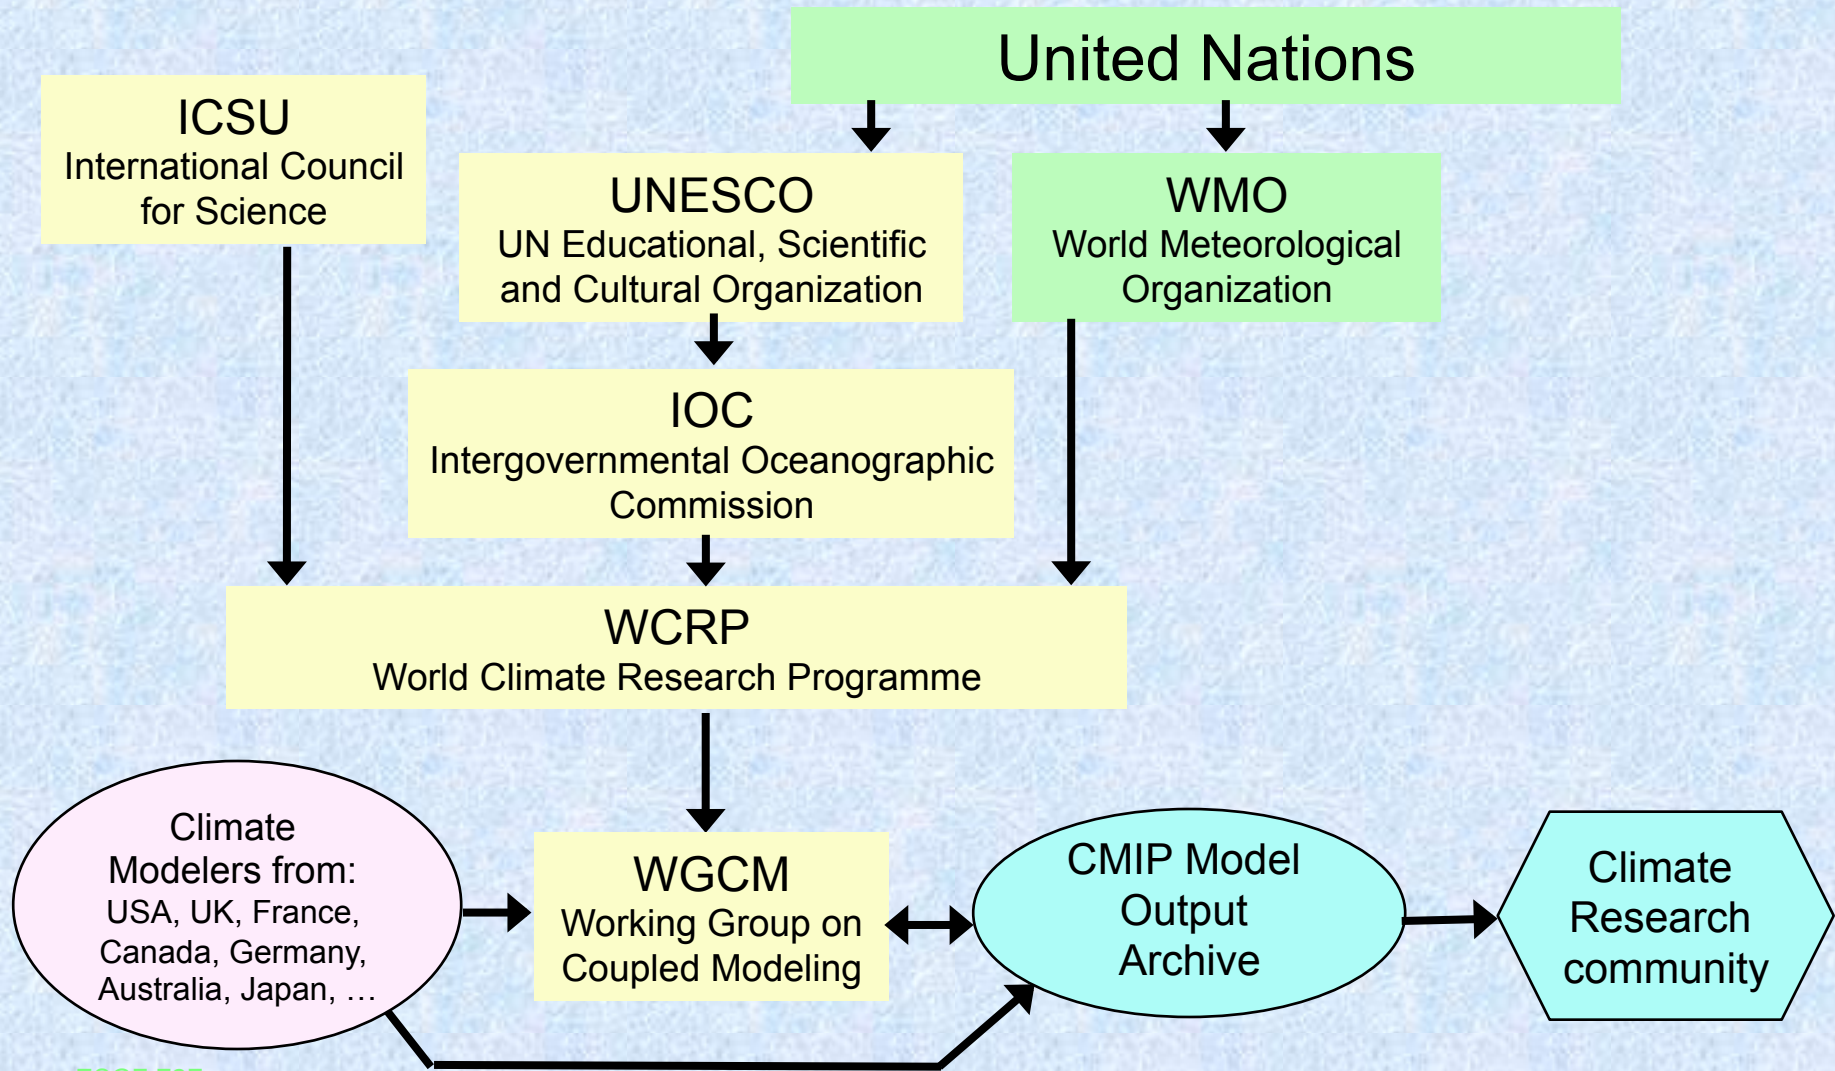 United Nations
ICSU
International Council
for Science
UNESCO
UN Educational, Scientific
and Cultural Organization
WMO
World Meteorological
Organization
IOC
Intergovernmental Oceanographic
Commission
WCRP
World Climate Research Programme
Climate
Modelers from:
USA, UK, France,
Canada, Germany,
Australia, Japan, …
WGCM
Working Group on
Coupled Modeling
CMIP Model
Output
Archive
Climate
Research
community